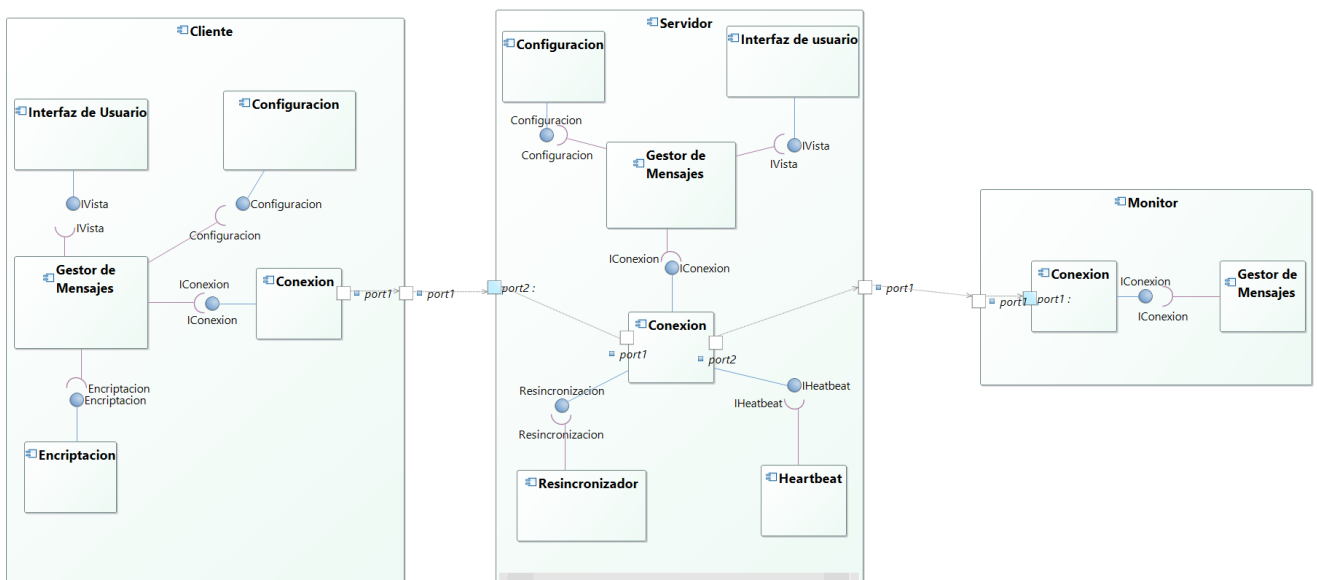 Cliente
Interfaz de Usuario
Configuracion
IVista
IVista
Configuracion
Configuracion
Gestor de
Mensajes
IConexion
IConexion
Conexion
port1
port1
Encriptacion
Encriptacion
Encriptacion
Servidor
Configuracion
Interfaz de usuario
Configuracion
Configuracion
IVista
IVista
Gestor de
Mensajes
IConexion
IConexion
port2 :
Conexion
port1
port2
port1
Resincronizacion
Resincronizacion
IHeatbeat
IHeatbeat
Resincronizador
Heartbeat
Monitor
port1
port1 :
Conexion
IConexion
IConexion
Gestor de
Mensajes